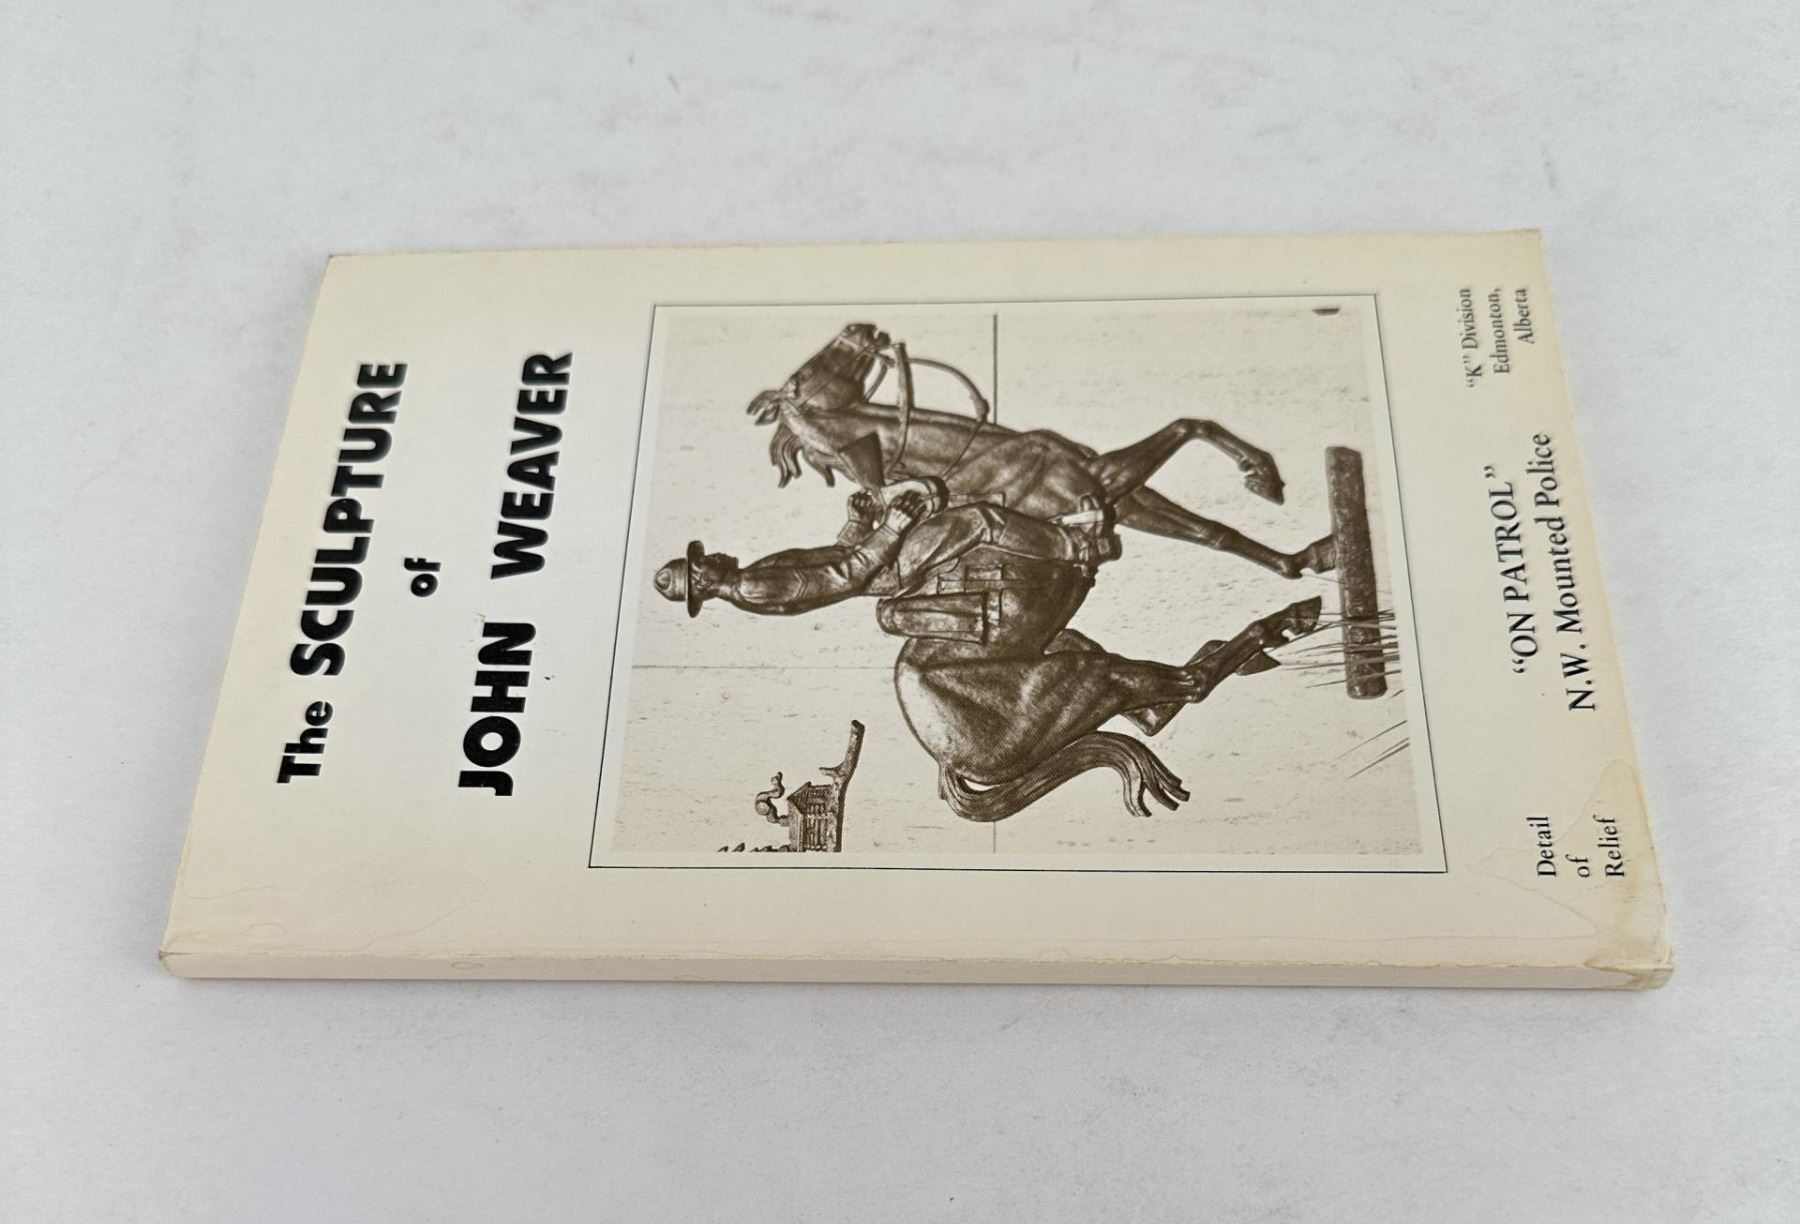 The SCULPTURE
of
JOHN WEAVER
Detail
of
Relief
"ON PATROL"
N.W. Mounted Police
"K" Division
Edmonton,
Alberta